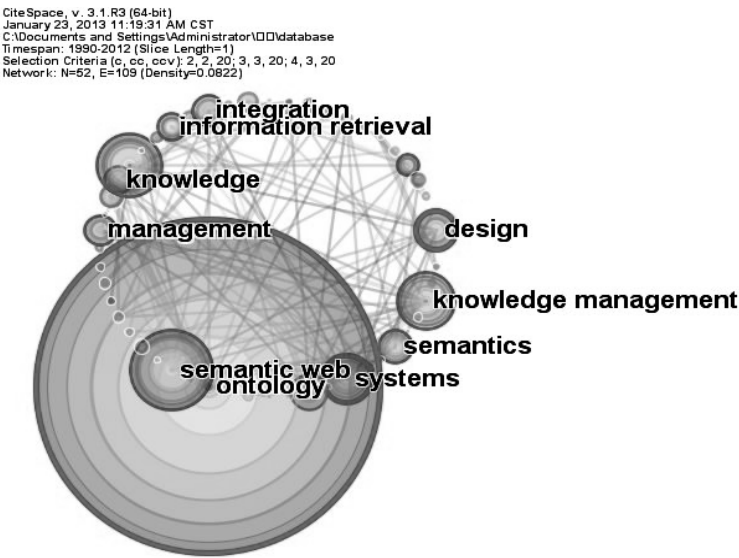 CiteSpace, v. 3.1.R3 (64-bit)
January 23, 2013 11:19:31 AM CST
C:\Documents and Settings\Administrator\□□\database
Timespan: 1990-2012 (Slice Length=1)
Selection Criteria (c, cc, ccv): 2, 2, 20; 3, 3, 20; 4, 3, 20
Network: N=52, E=109 (Density=0.0822)
integration
information retrieval
knowledge
management
design
knowledge management
semantics
semantic web
systems
ontology